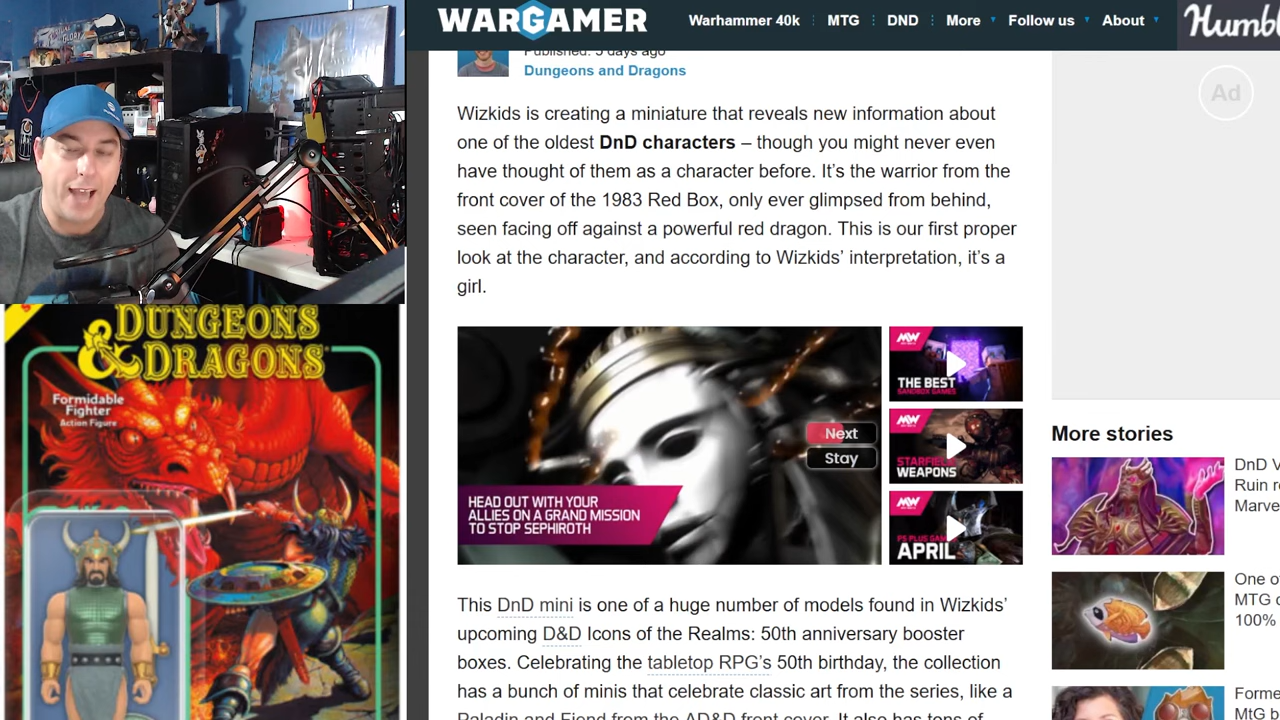 WARGAMER
Warhammer 40k
MTG
DND
More
Follow us
About
Humb
Published: 5 days ago
Dungeons and Dragons
Ad
Wizkids is creating a miniature that reveals new information about
one of the oldest DnD characters – though you might never even
have thought of them as a character before. It's the warrior from the
front cover of the 1983 Red Box, only ever glimpsed from behind,
seen facing off against a powerful red dragon. This is our first proper
look at the character, and according to Wizkids' interpretation, it's a
girl.
DUNGEONS
& DRAGONS
Formidable
Fighter
Action Figure
HEAD OUT WITH YOUR
ALLIES ON A GRAND MISSION
TO STOP SEPHIROTH
Next
Stay
MW
THE BEST
SANDBOX GAMES
MW
STARFIELD
WEAPONS
MW
PS PLUS GAM
APRIL
More stories
DnD V
Ruin r
Marve
One o
MTG c
100%
Forme
MtG b
This DnD mini is one of a huge number of models found in Wizkids'
upcoming D&D Icons of the Realms: 50th anniversary booster
boxes. Celebrating the tabletop RPG's 50th birthday, the collection
has a bunch of minis that celebrate classic art from the series, like a
Paladin and Fiend from the AD&D front cover. It also has tons of